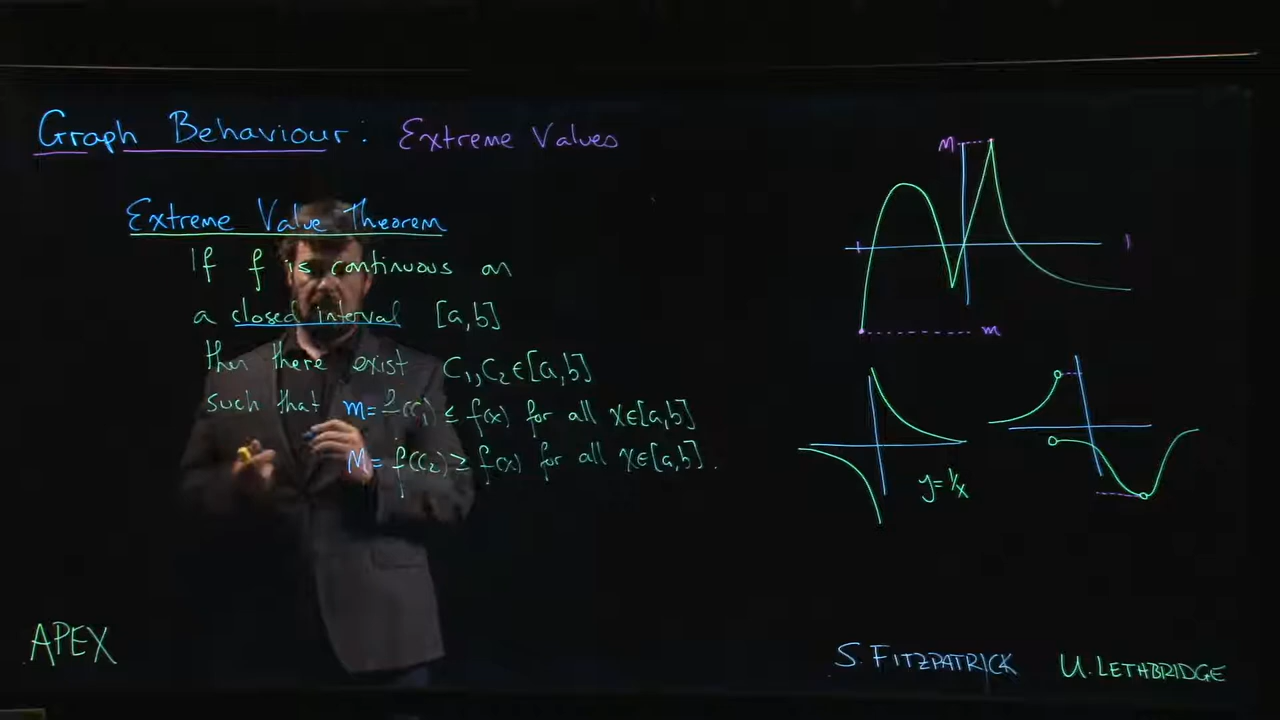 Graph Behaviour: Extreme Values
Extreme Value Theorem
If f is continuous on
a closed interval [a,b]
then there exist C₁, C₂ ∈ [a,b]
such that m = f(c₁) ≤ f(x) for all x∈[a,b]
M = f(c₂) ≥ f(x) for all x∈[a,b].
M
m
y = 1/x
APEX
S. FITZPATRICK
U. LETHBRIDGE